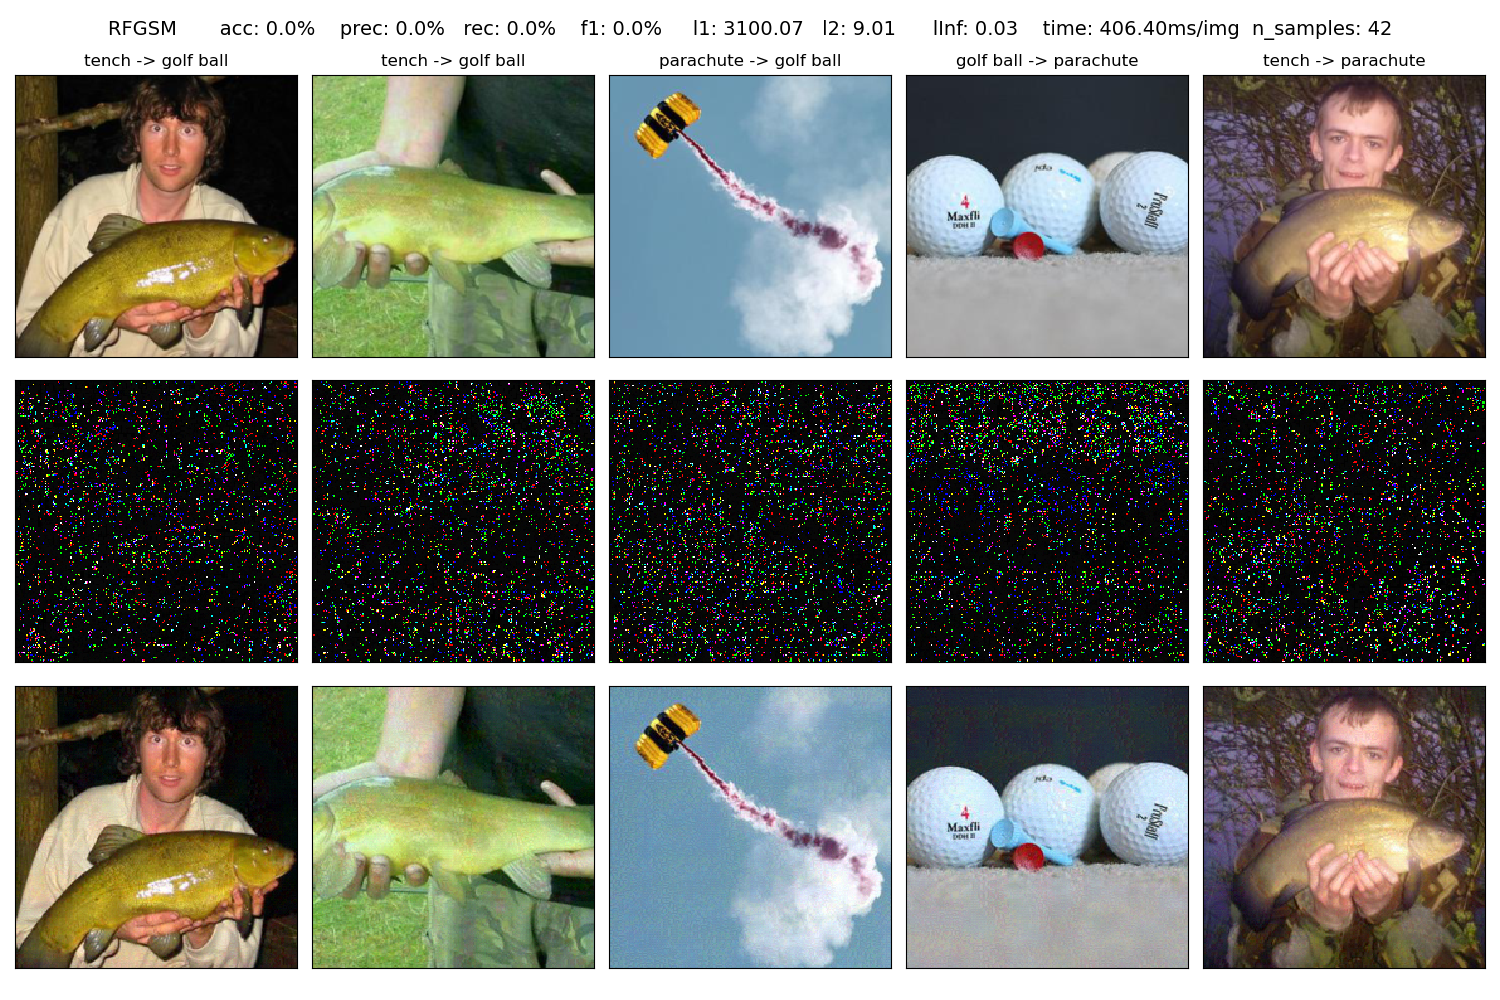 RFGSM acc: 0.0% prec: 0.0% rec: 0.0% f1: 0.0% l1: 3100.07 l2: 9.01 lInf: 0.03 time: 406.40ms/img n_samples: 42
tench -> golf ball
tench -> golf ball
parachute -> golf ball
golf ball -> parachute
tench -> parachute
4
Maxfli
ProStaff
4
Maxfli
ProStaff